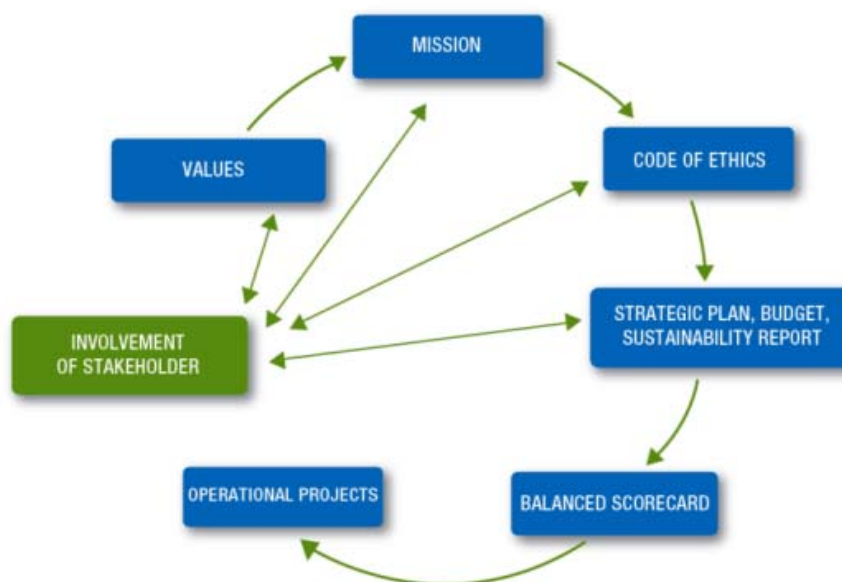 MISSION
VALUES
CODE OF ETHICS
STRATEGIC PLAN, BUDGET,
SUSTAINABILITY REPORT
INVOLVEMENT
OF STAKEHOLDER
OPERATIONAL PROJECTS
BALANCED SCORECARD